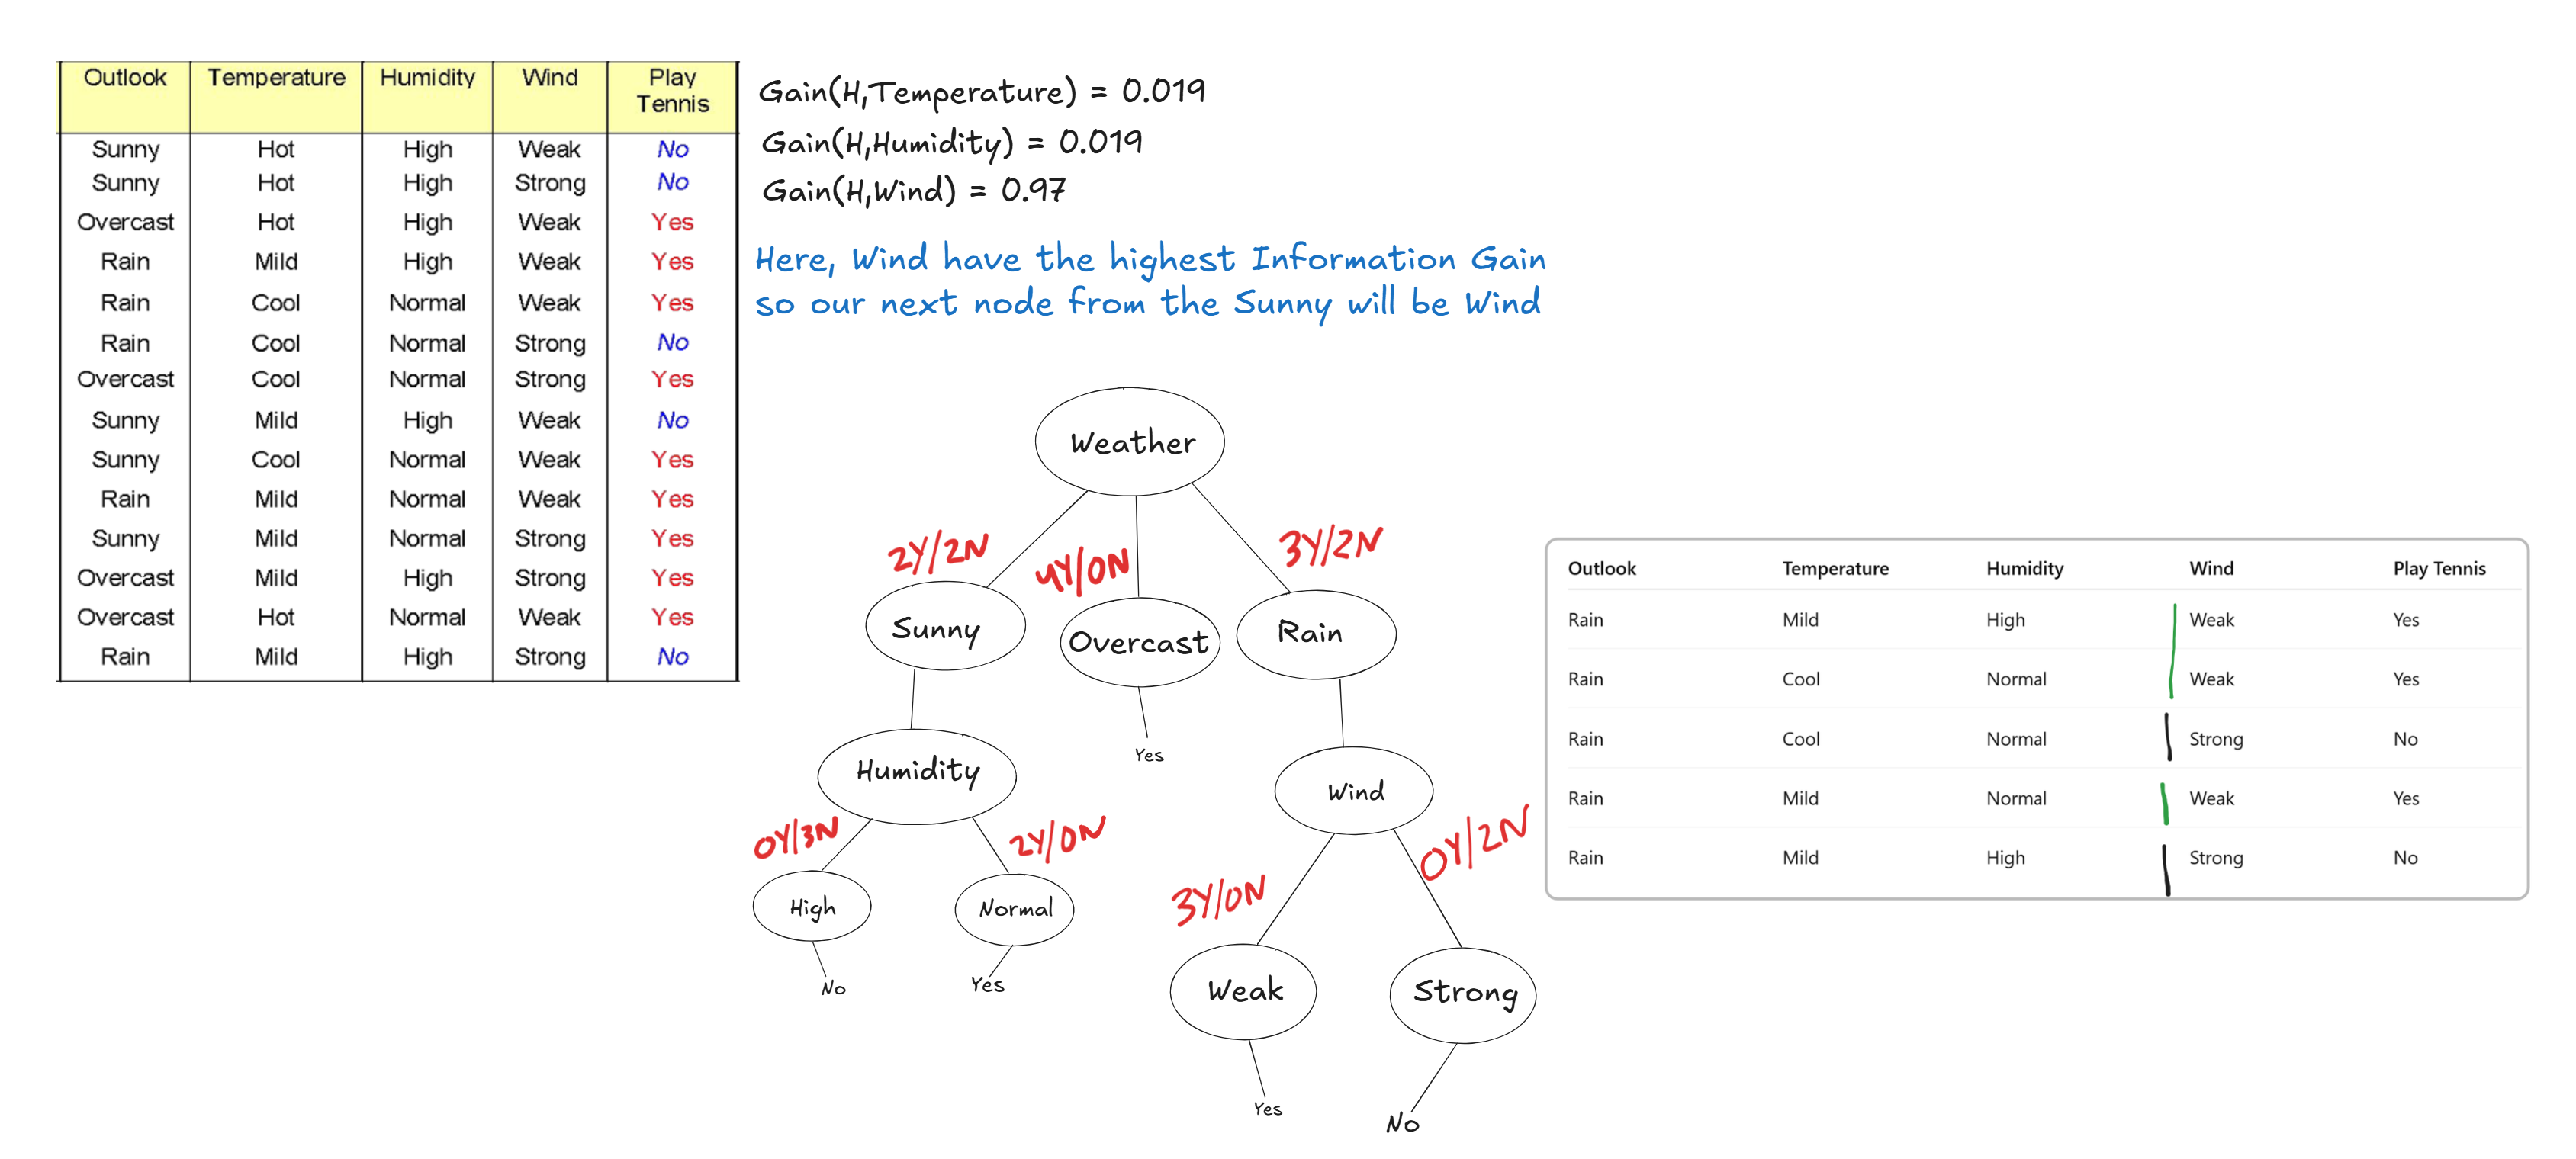 Outlook Temperature Humidity Wind Play Tennis
Sunny Hot High Weak No
Sunny Hot High Strong No
Overcast Hot High Weak Yes
Rain Mild High Weak Yes
Rain Cool Normal Weak Yes
Rain Cool Normal Strong No
Overcast Cool Normal Strong Yes
Sunny Mild High Weak No
Sunny Cool Normal Weak Yes
Rain Mild Normal Weak Yes
Sunny Mild Normal Strong Yes
Overcast Mild High Strong Yes
Overcast Hot Normal Weak Yes
Rain Mild High Strong No
Gain(H,Temperature) = 0.019
Gain(H,Humidity) = 0.019
Gain(H,Wind) = 0.97
Here, Wind have the highest Information Gain
so our next node from the Sunny will be Wind
Weather
2Y/2N
4Y/0N
3Y/2N
Sunny
Overcast
Rain
Humidity
Yes
Wind
0Y/3N
2Y/0N
3Y/0N
0Y/2N
High
Normal
No
Yes
Weak
Strong
Yes
No
Outlook Temperature Humidity Wind Play Tennis
Rain Mild High Weak Yes
Rain Cool Normal Weak Yes
Rain Cool Normal Strong No
Rain Mild Normal Weak Yes
Rain Mild High Strong No